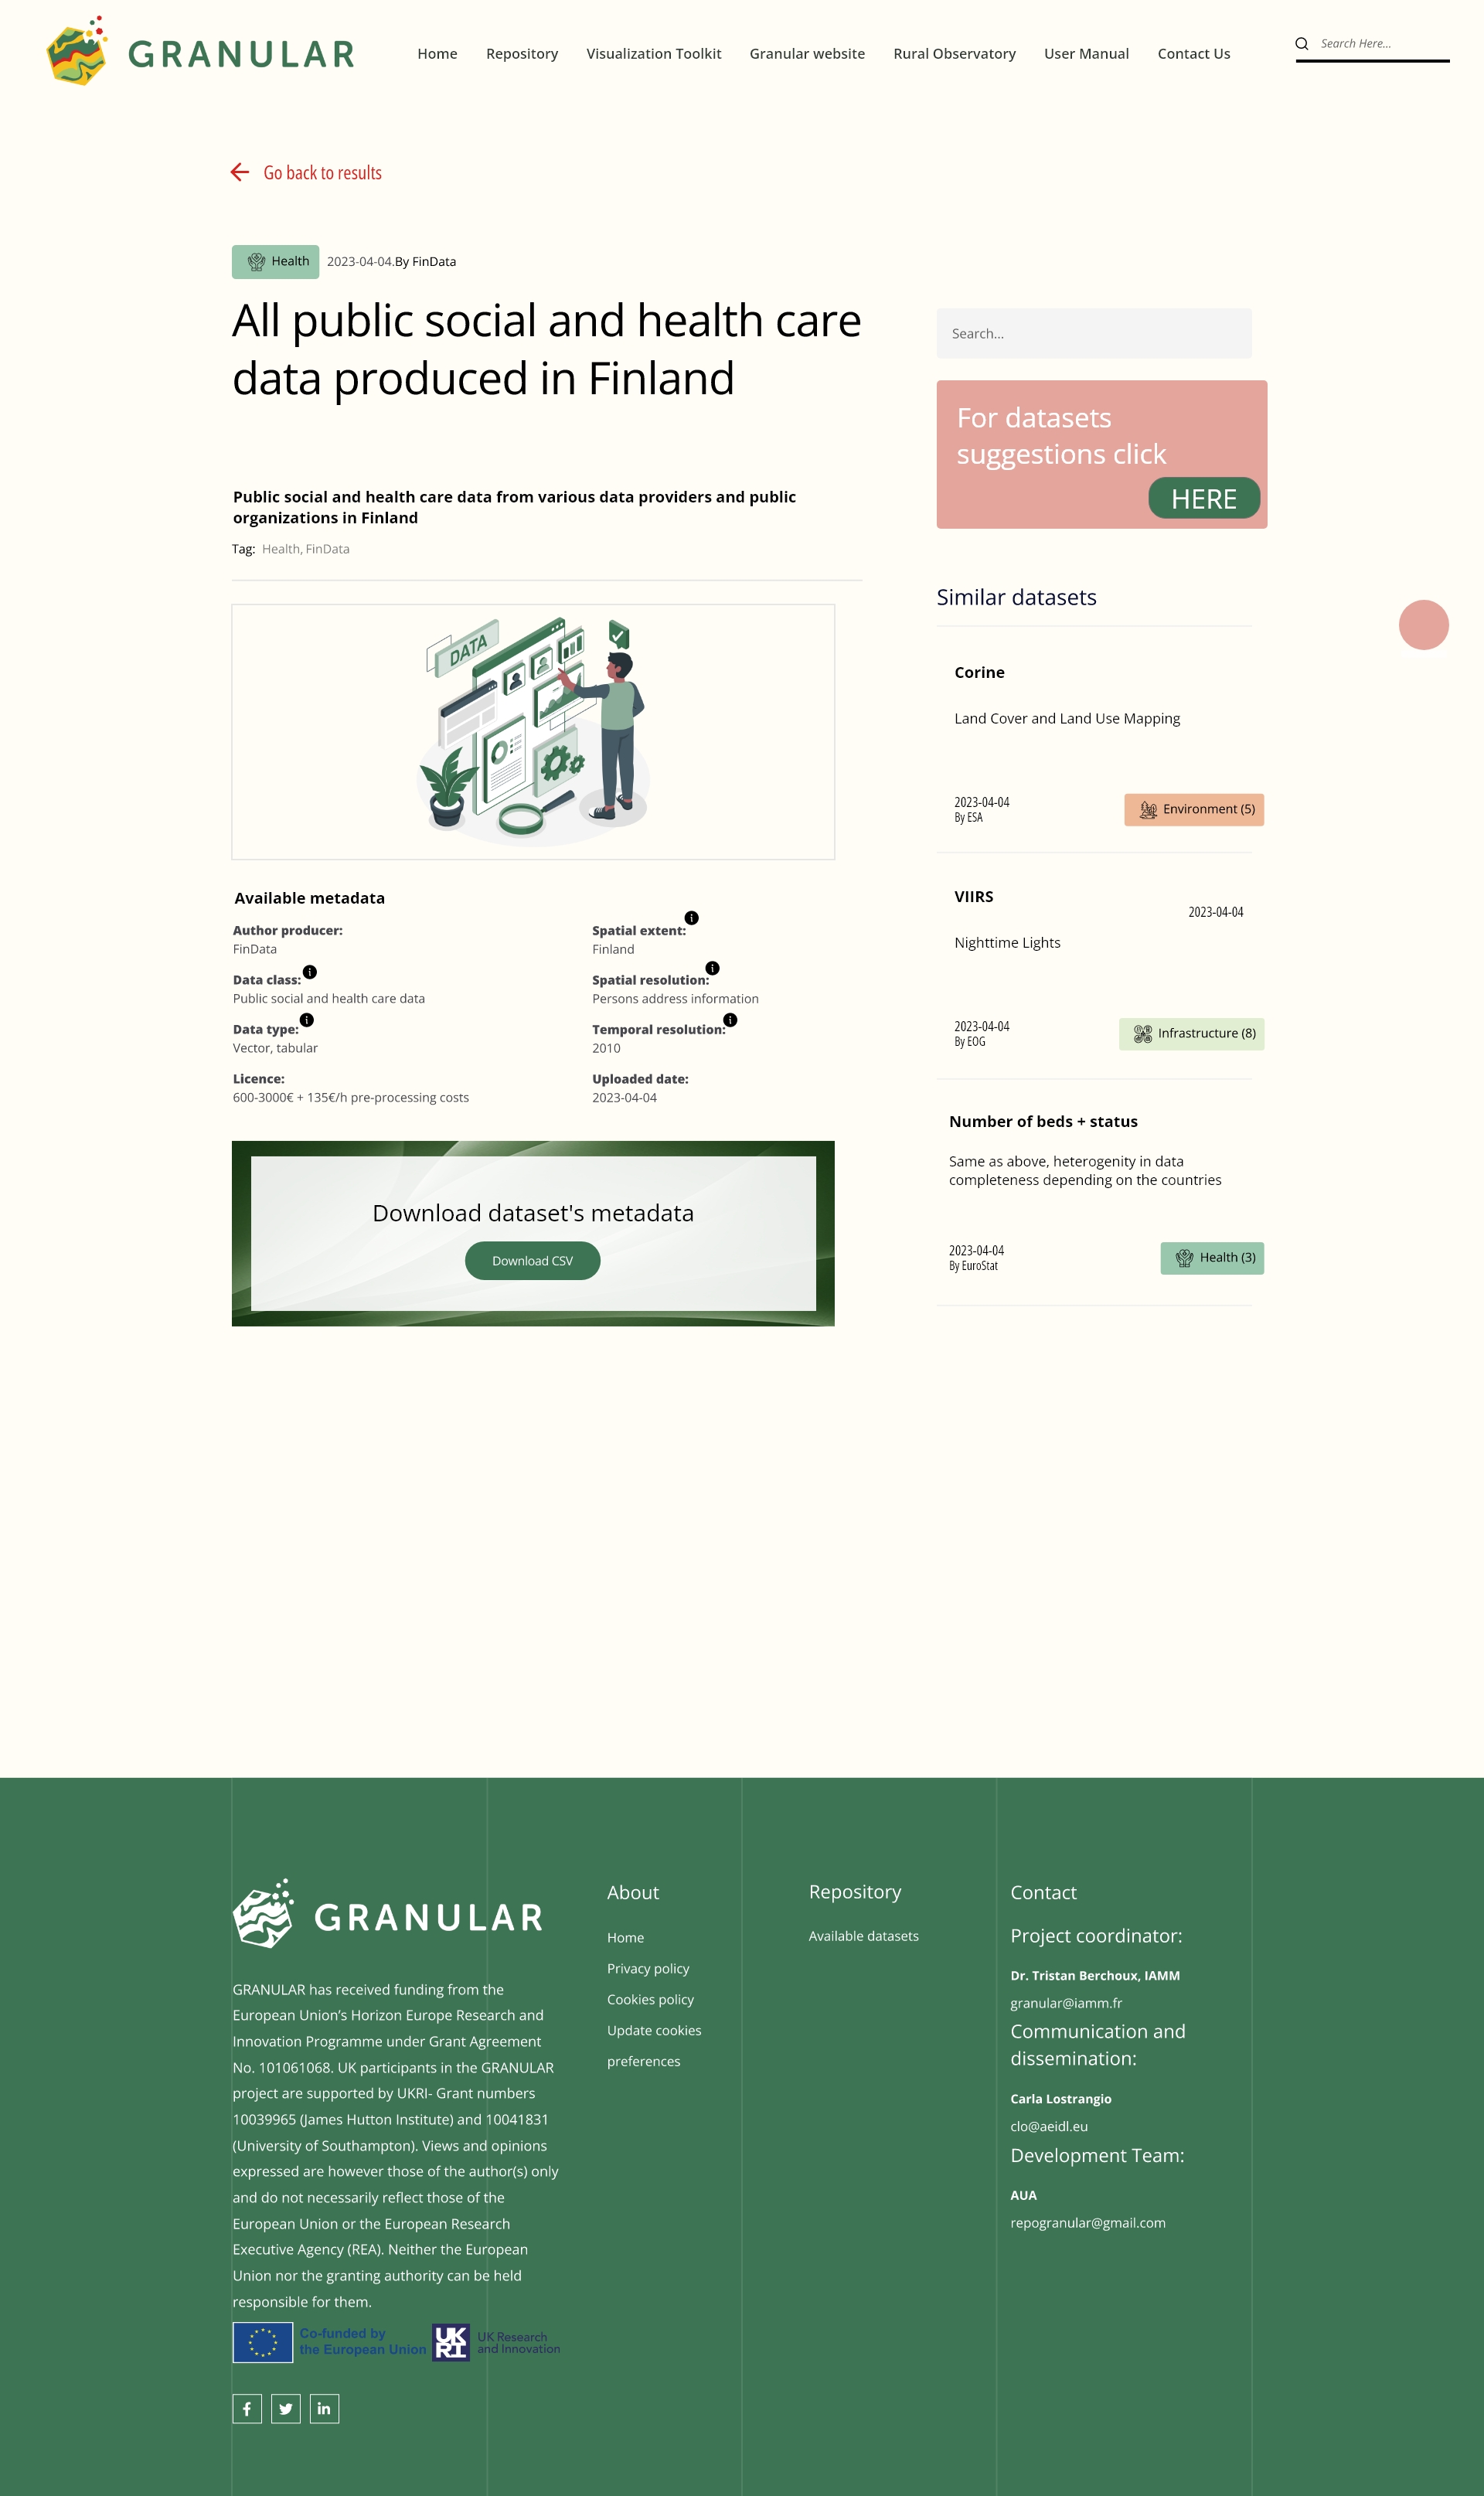 GRANULAR
Home Repository Visualization Toolkit Granular website Rural Observatory User Manual Contact Us
Search Here...
Go back to results
Health 2023-04-04.By FinData
All public social and health care
data produced in Finland
Public social and health care data from various data providers and public
organizations in Finland
Tag: Health, FinData
DATA
Available metadata
Author producer:
FinData
Data class:
Public social and health care data
Data type:
Vector, tabular
Licence:
600-3000€ + 135€/h pre-processing costs
Spatial extent:
Finland
Spatial resolution:
Persons address information
Temporal resolution:
2010
Uploaded date:
2023-04-04
Download dataset's metadata
Download CSV
Search...
For datasets
suggestions click
HERE
Similar datasets
Corine
Land Cover and Land Use Mapping
2023-04-04
By ESA
Environment (5)
VIIRS
2023-04-04
Nighttime Lights
2023-04-04
By EOG
Infrastructure (8)
Number of beds + status
Same as above, heterogenity in data
completeness depending on the countries
2023-04-04
By EuroStat
Health (3)
GRANULAR
GRANULAR has received funding from the
European Union’s Horizon Europe Research and
Innovation Programme under Grant Agreement
No. 101061068. UK participants in the GRANULAR
project are supported by UKRI- Grant numbers
10039965 (James Hutton Institute) and 10041831
(University of Southampton). Views and opinions
expressed are however those of the author(s) only
and do not necessarily reflect those of the
European Union or the European Research
Executive Agency (REA). Neither the European
Union nor the granting authority can be held
responsible for them.
Co-funded by
the European Union
UK
RI
UK Research
and Innovation
About
Home
Privacy policy
Cookies policy
Update cookies
preferences
Repository
Available datasets
Contact
Project coordinator:
Dr. Tristan Berchoux, IAMM
granular@iamm.fr
Communication and
dissemination:
Carla Lostrangio
clo@aeidl.eu
Development Team:
AUA
repogranular@gmail.com